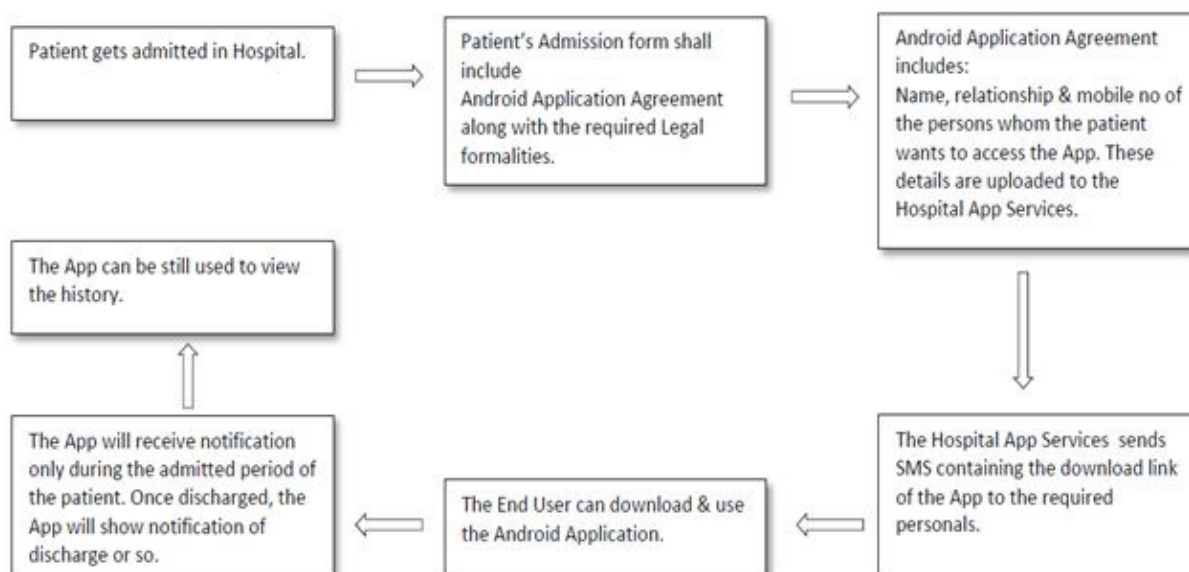 Patient gets admitted in Hospital.
Patient's Admission form shall
include
Android Application Agreement
along with the required Legal
formalities.
Android Application Agreement
includes:
Name, relationship & mobile no of
the persons whom the patient
wants to access the App. These
details are uploaded to the
Hospital App Services.
The Hospital App Services sends
SMS containing the download link
of the App to the required
personals.
The End User can download & use
the Android Application.
The App will receive notification
only during the admitted period of
the patient. Once discharged, the
App will show notification of
discharge or so.
The App can be still used to view
the history.